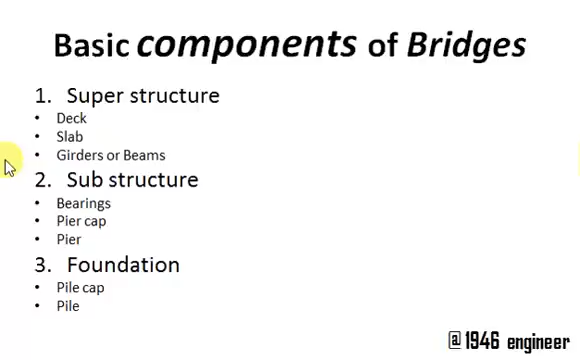 Basic components of Bridges
1. Super structure
• Deck
• Slab
• Girders or Beams
2. Sub structure
• Bearings
• Pier cap
• Pier
3. Foundation
• Pile cap
• Pile
@1946 engineer